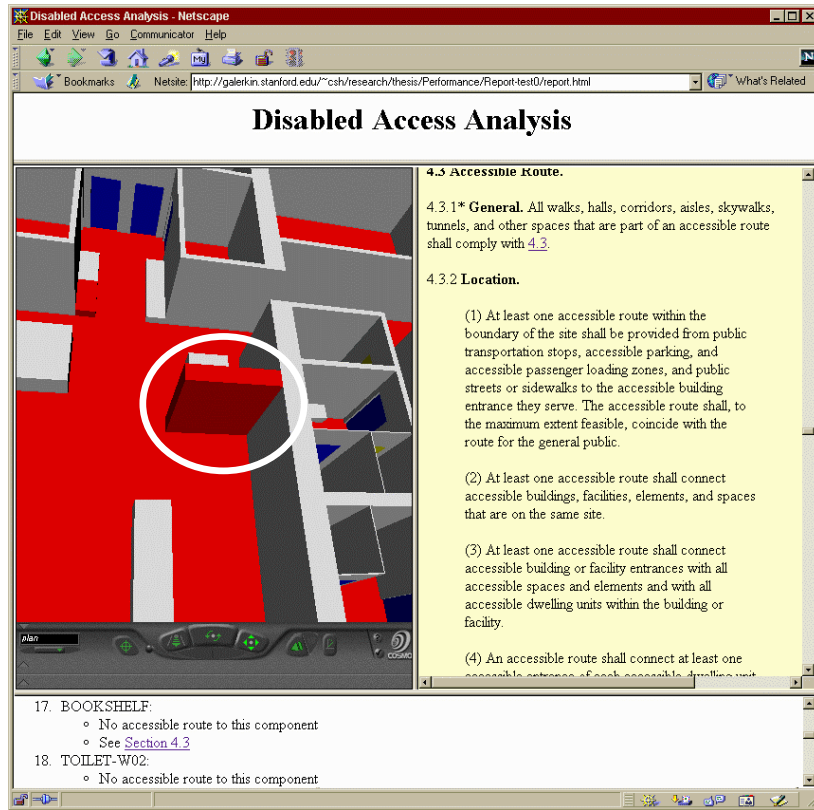 Disabled Access Analysis - Netscape
File Edit View Go Communicator Help
My
N
Bookmarks Netsite: http://galerkin.stanford.edu/~csh/research/thesis/Performance/Report-test0/report.html What's Related
Disabled Access Analysis
4.3 Accessible Route.
4.3.1* General. All walks, halls, corridors, aisles, skywalks,
tunnels, and other spaces that are part of an accessible route
shall comply with 4.3.
4.3.2 Location.
(1) At least one accessible route within the
boundary of the site shall be provided from public
transportation stops, accessible parking, and
accessible passenger loading zones, and public
streets or sidewalks to the accessible building
entrance they serve. The accessible route shall, to
the maximum extent feasible, coincide with the
route for the general public.
(2) At least one accessible route shall connect
accessible buildings, facilities, elements, and spaces
that are on the same site.
(3) At least one accessible route shall connect
accessible building or facility entrances with all
accessible spaces and elements and with all
accessible dwelling units within the building or
facility.
(4) An accessible route shall connect at least one
accessible entrance of each accessible dwelling unit
plan
COSMO
17. BOOKSHELF:
No accessible route to this component
See Section 4.3
18. TOILET-W02:
No accessible route to this component